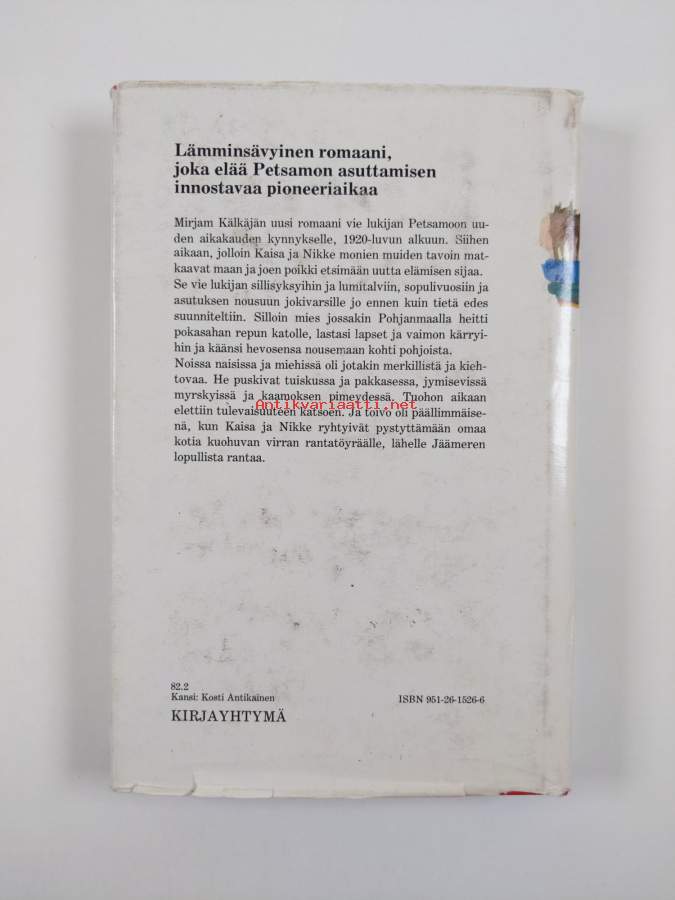 Lämminsävyinen romaani,
joka elää Petsamon asuttamisen
innostavaa pioneeriaikaa
Mirjam Kälkäjän uusi romaani vie lukijan Petsamoon uu-
den aikakauden kynnykselle, 1920-luvun alkuun. Siihen
aikaan, jolloin Kaisa ja Nikke monien muiden tavoin mat-
kaavat maan ja joen poikki etsimään uutta elämisen sijaa.
Se vie lukijan sillisyksyihin ja lumitalviin, sopulivuosiin ja
asutuksen nousuun jokivarsille jo ennen kuin tietä edes
suunniteltiin. Silloin mies jossakin Pohjanmaalla heitti
pokasahan repun katolle, lastasi lapset ja vaimon kärryi-
hin ja käänsi hevosensa nousemaan kohti pohjoista.
Noissa naisissa ja miehissä oli jotakin merkillistä ja kieh-
tovaa. He puskivat tuiskussa ja pakkasessa, jymisevissä
myrskyissä ja kaamoksen pimeydessä. Tuohon aikaan
Antikvariaatti.net
elettiin tulevaisuuteen katsoen. Ja toivo oli päällimmäise-
nä, kun Kaisa ja Nikke ryhtyivät pystyttämään omaa
kotia kuohuvan virran rantatöyräälle, lähelle Jäämeren
lopullista rantaa.
82.2
Kansi: Kosti Antikainen
ISBN 951-26-1526-6
KIRJAYHTYMÄ